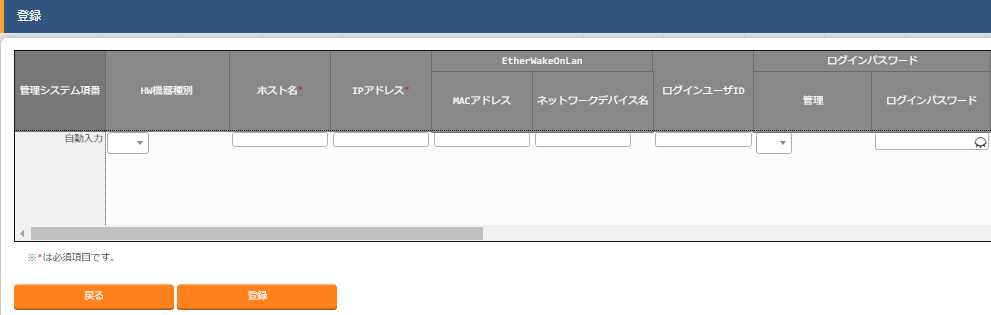 登録
管理システム項番 HW機器種別 ホスト名* IPアドレス* EtherWakeOnLan ログインユーザID ログインパスワード
MACアドレス ネットワークデバイス名 管理 ログインパスワード
自動入力
※*は必須項目です。
戻る 登録